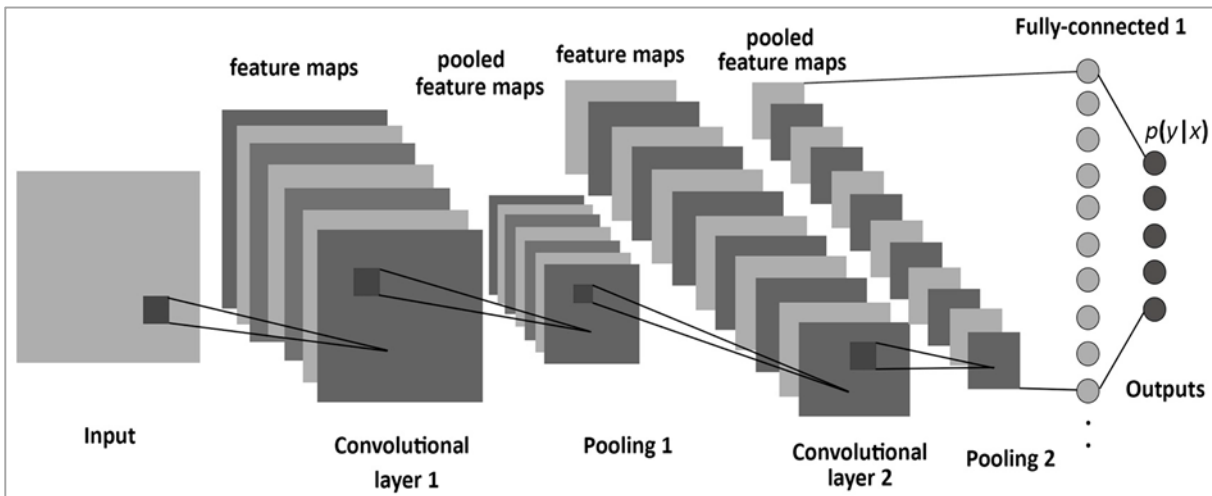 Fully-connected 1
feature maps
pooled
feature maps
feature maps
pooled
feature maps
p(y|x)
Input
Convolutional
layer 1
Pooling 1
Convolutional
layer 2
Pooling 2
Outputs